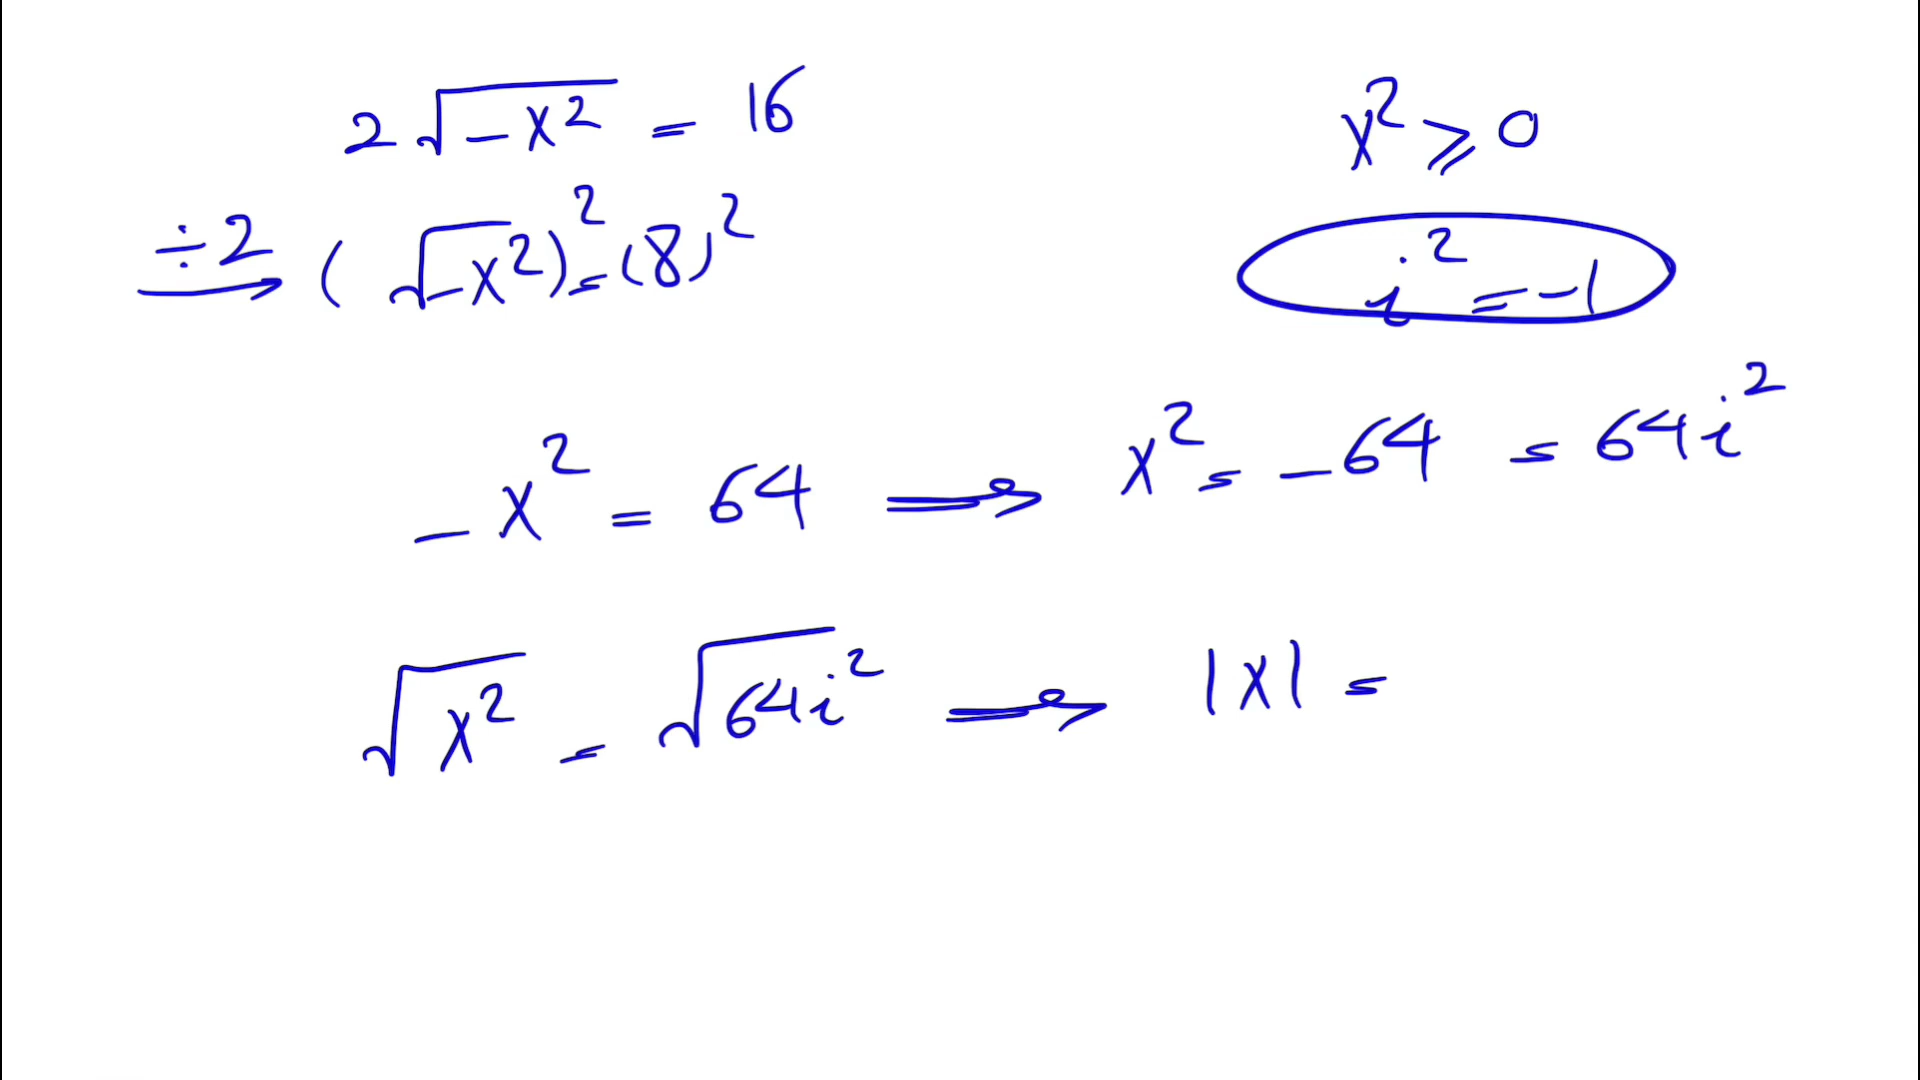 2√(-x²) = 16
x² ⩾ 0
÷2 (√(-x²))² = (8)²
i² = -1
-x² = 64 ⟹ x² = -64 = 64i²
√(x²) = √(64i²) ⟹ |x| =